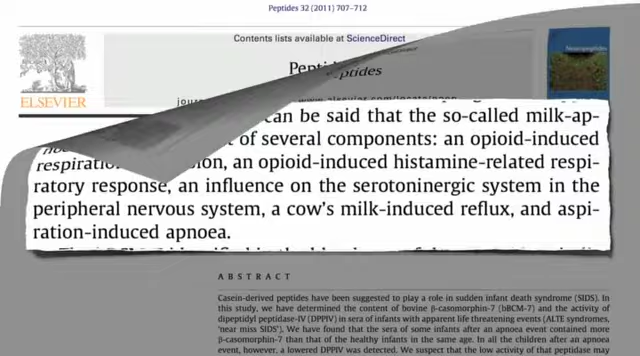 Peptides 32 (2011) 707–712
Contents lists available at ScienceDirect
Neuropeptides
ELSEVIER
can be said that the so-called milk-ap-
of several components: an opioid-induced
an opioid-induced histamine-related respi-
ratory response, an influence on the serotoninergic system in the
peripheral nervous system, a cow's milk-induced reflux, and aspi-
ration-induced apnoea.
ABSTRACT
Casein-derived peptides have been suggested to play a role in sudden infant death syndrome (SIDS). In
this study, we have determined the content of bovine β-casomorphin-7 (bBCM-7) and the activity of
dipeptidyl peptidase-IV (DPPIV) in sera of infants with apparent life threatening events (ALTE syndromes,
'near miss SIDS'). We have found that the sera of some infants after an apnoea event contained more
β-casomorphin-7 than that of the healthy infants in the same age. In all the children after an apnoea
event, however, a lowered DPPIV was detected. We suspect that the low activity of that peptidase may